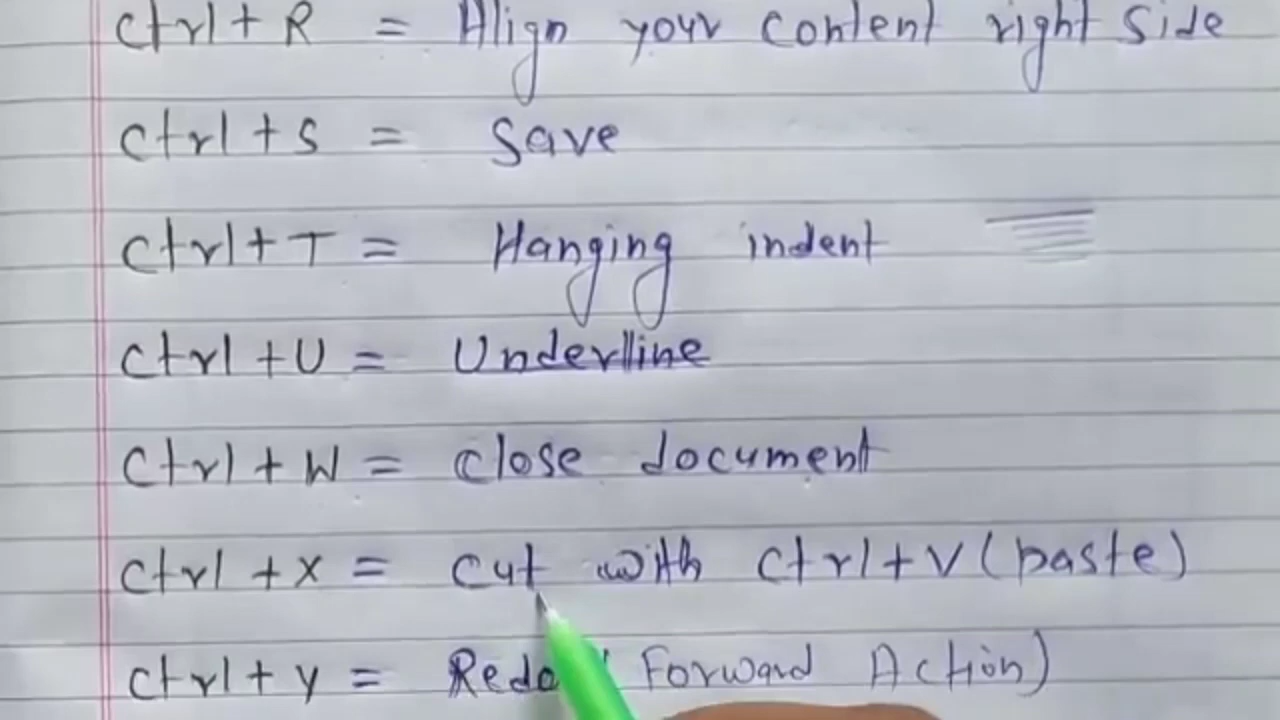 Ctrl + R = Align your content right side
Ctrl + S = Save
Ctrl + T = Hanging indent
Ctrl + U = Underline
Ctrl + W = Close document
Ctrl + X = Cut with Ctrl + V (paste)
Ctrl + y = Redo Forward Action)